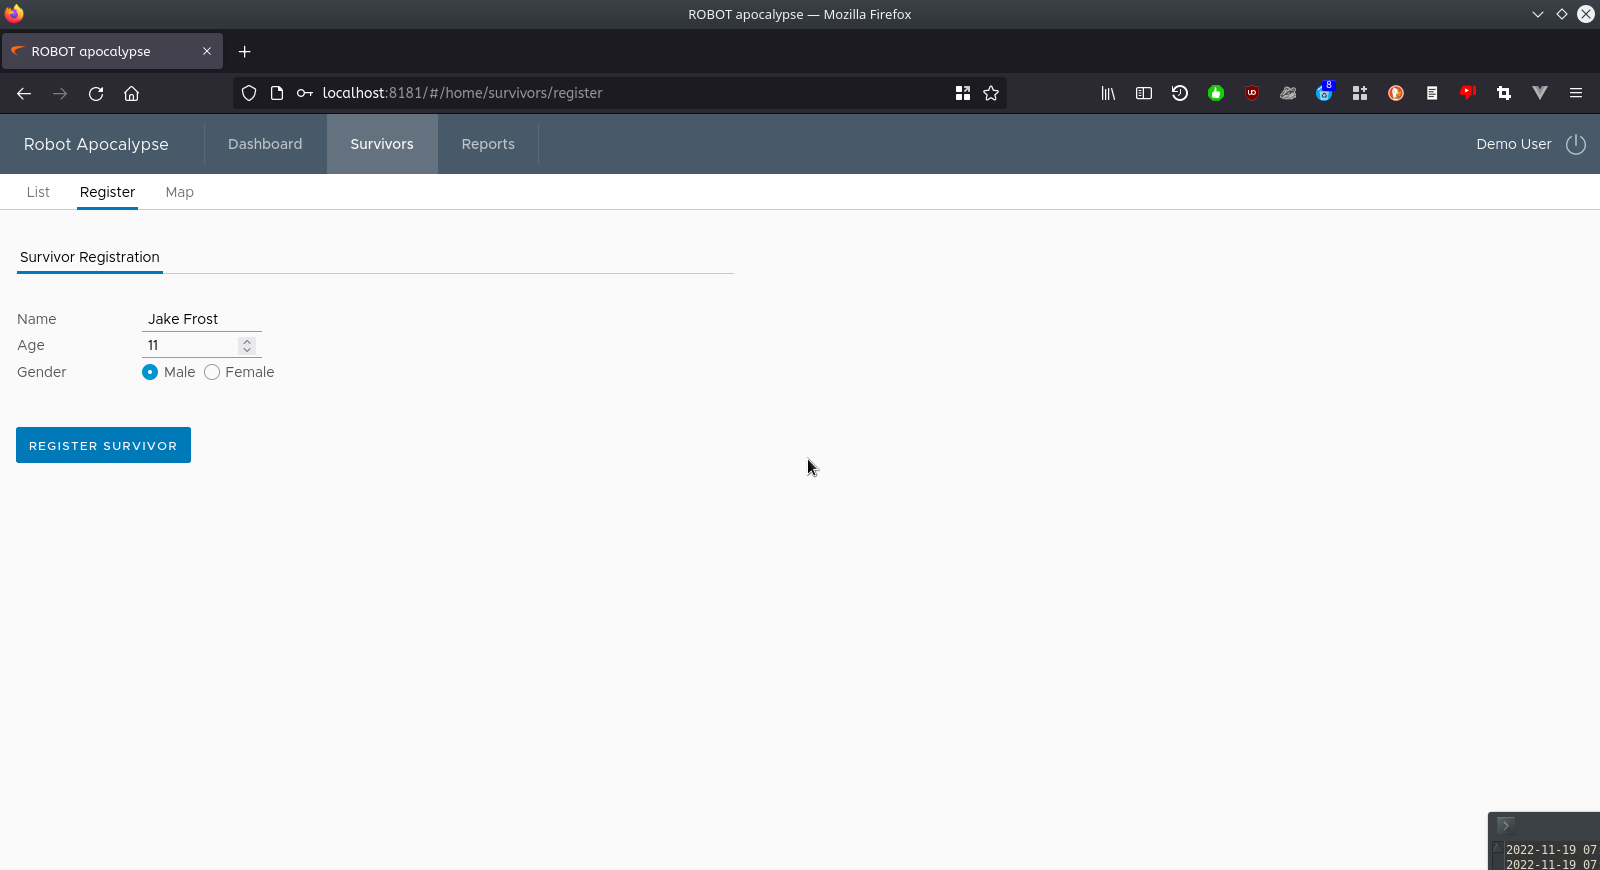 ROBOT apocalypse — Mozilla Firefox
ROBOT apocalypse
localhost:8181/#/home/survivors/register
8
Robot Apocalypse Dashboard Survivors Reports Demo User
List Register Map
Survivor Registration
Name Jake Frost
Age 11
Gender Male Female
REGISTER SURVIVOR
2022-11-19 07
2022-11-19 07